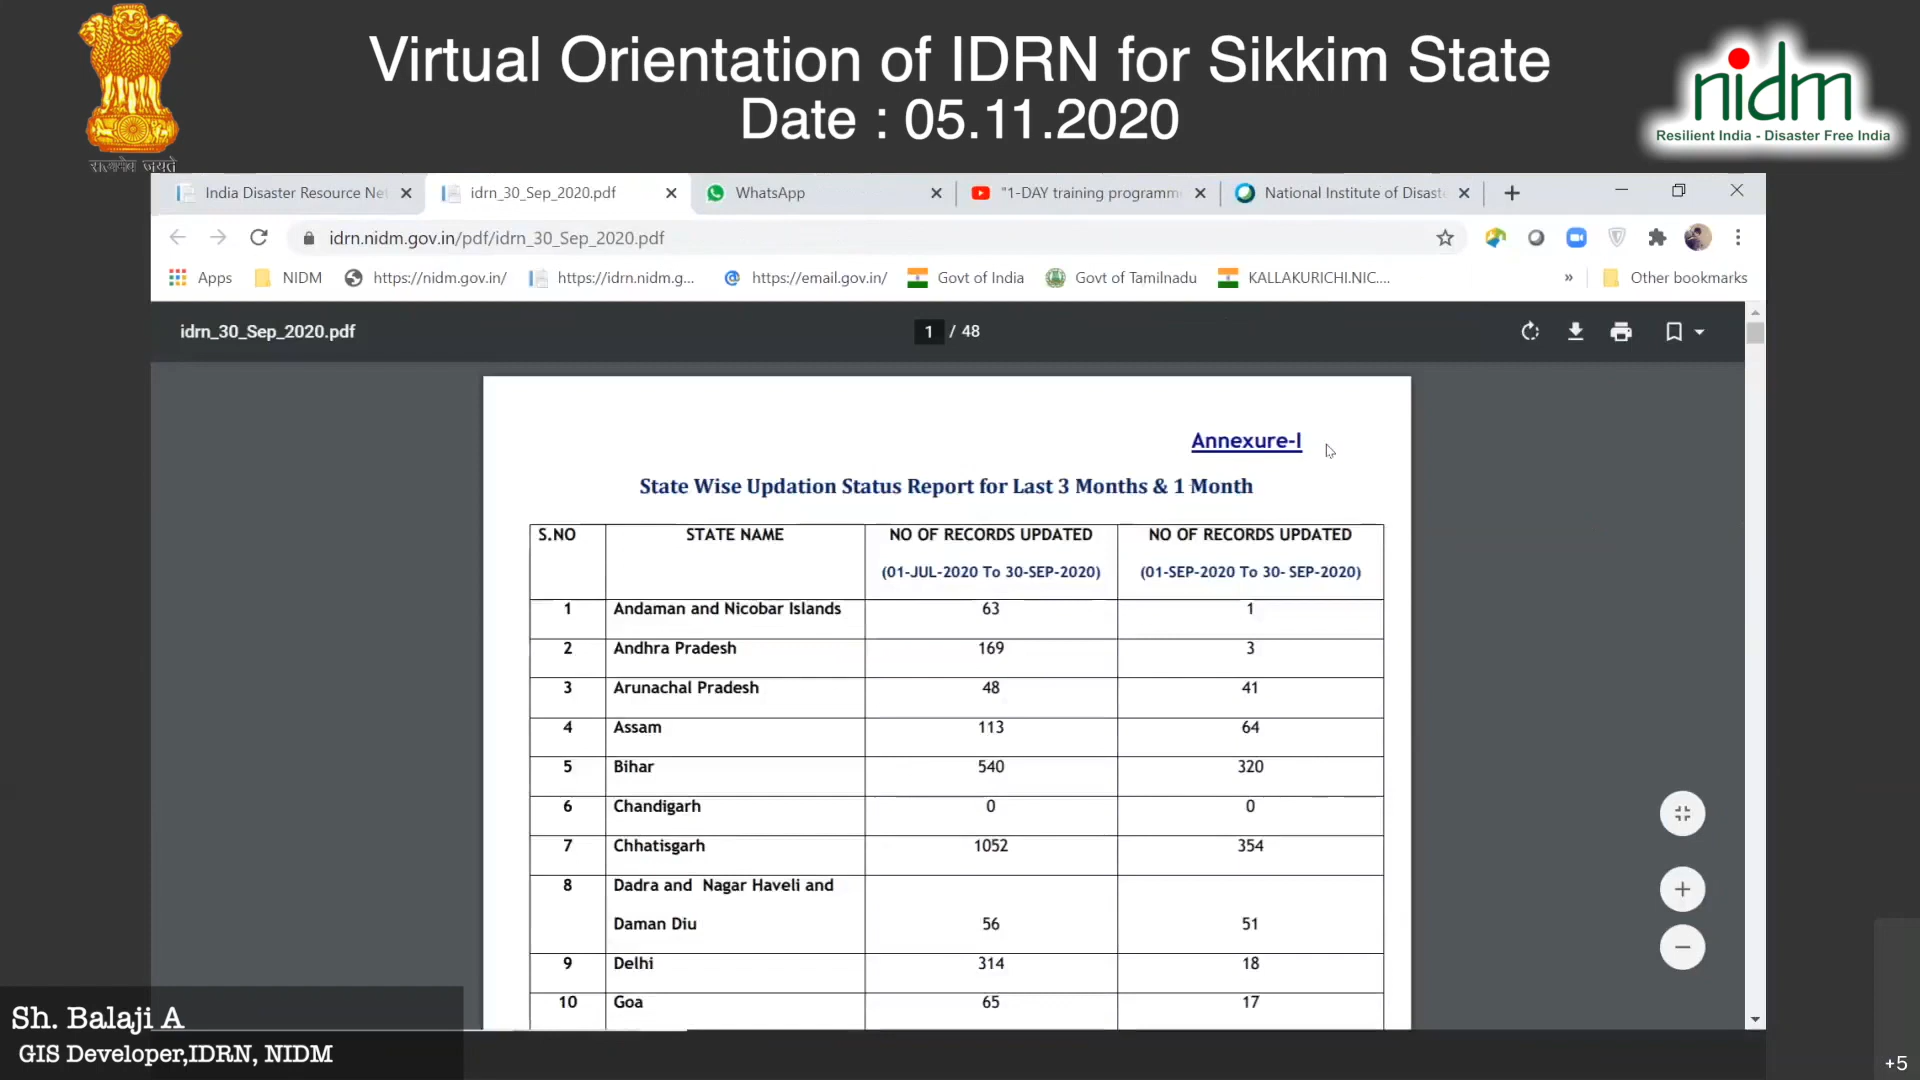 Virtual Orientation of IDRN for Sikkim State
Date : 05.11.2020
सत्यमेव जयते
nidm
Resilient India - Disaster Free India
India Disaster Resource Net
idrn_30_Sep_2020.pdf
WhatsApp
"1-DAY training programm
National Institute of Disast
idrn.nidm.gov.in/pdf/idrn_30_Sep_2020.pdf
Apps
NIDM
https://nidm.gov.in/
https://idrn.nidm.g...
https://email.gov.in/
Govt of India
Govt of Tamilnadu
KALLAKURICHI.NIC....
»
Other bookmarks
idrn_30_Sep_2020.pdf
1 / 48
Annexure-I
State Wise Updation Status Report for Last 3 Months & 1 Month
S.NO STATE NAME NO OF RECORDS UPDATED NO OF RECORDS UPDATED
(01-JUL-2020 To 30-SEP-2020) (01-SEP-2020 To 30- SEP-2020)
1 Andaman and Nicobar Islands 63 1
2 Andhra Pradesh 169 3
3 Arunachal Pradesh 48 41
4 Assam 113 64
5 Bihar 540 320
6 Chandigarh 0 0
7 Chhatisgarh 1052 354
8 Dadra and Nagar Haveli and
Daman Diu 56 51
9 Delhi 314 18
10 Goa 65 17
Sh. Balaji A
GIS Developer,IDRN, NIDM
+5